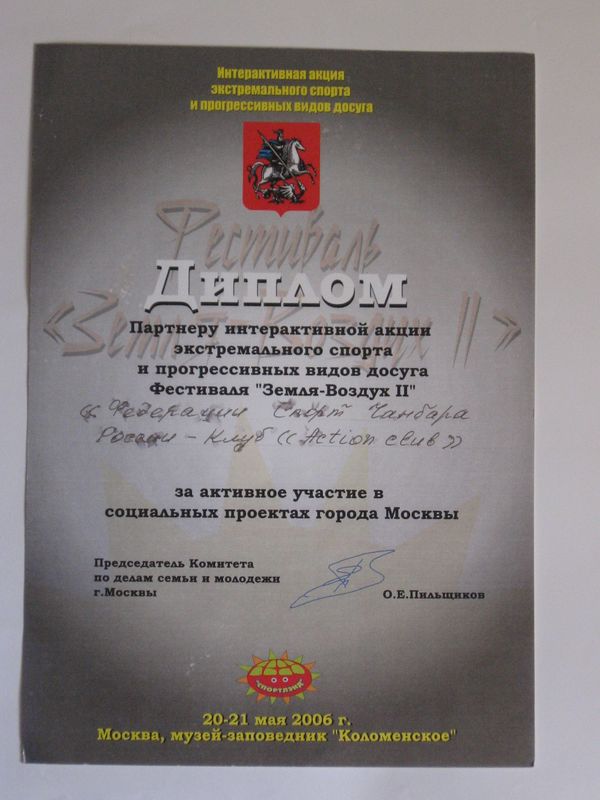 Интерактивная акция
экстремального спорта
и прогрессивных видов досуга
Фестиваль
«Земля-Воздух II»
Диплом
Партнеру интерактивной акции
экстремального спорта
и прогрессивных видов досуга
Фестиваля "Земля-Воздух II"
« Федерации Спорт Чанбара
России – Клуб « Action club »
за активное участие в
социальных проектах города Москвы
Председатель Комитета
по делам семьи и молодежи
г.Москвы
О.Е.Пильщиков
"СПОРТЛЭНД"
20-21 мая 2006 г.
Москва, музей-заповедник "Коломенское"